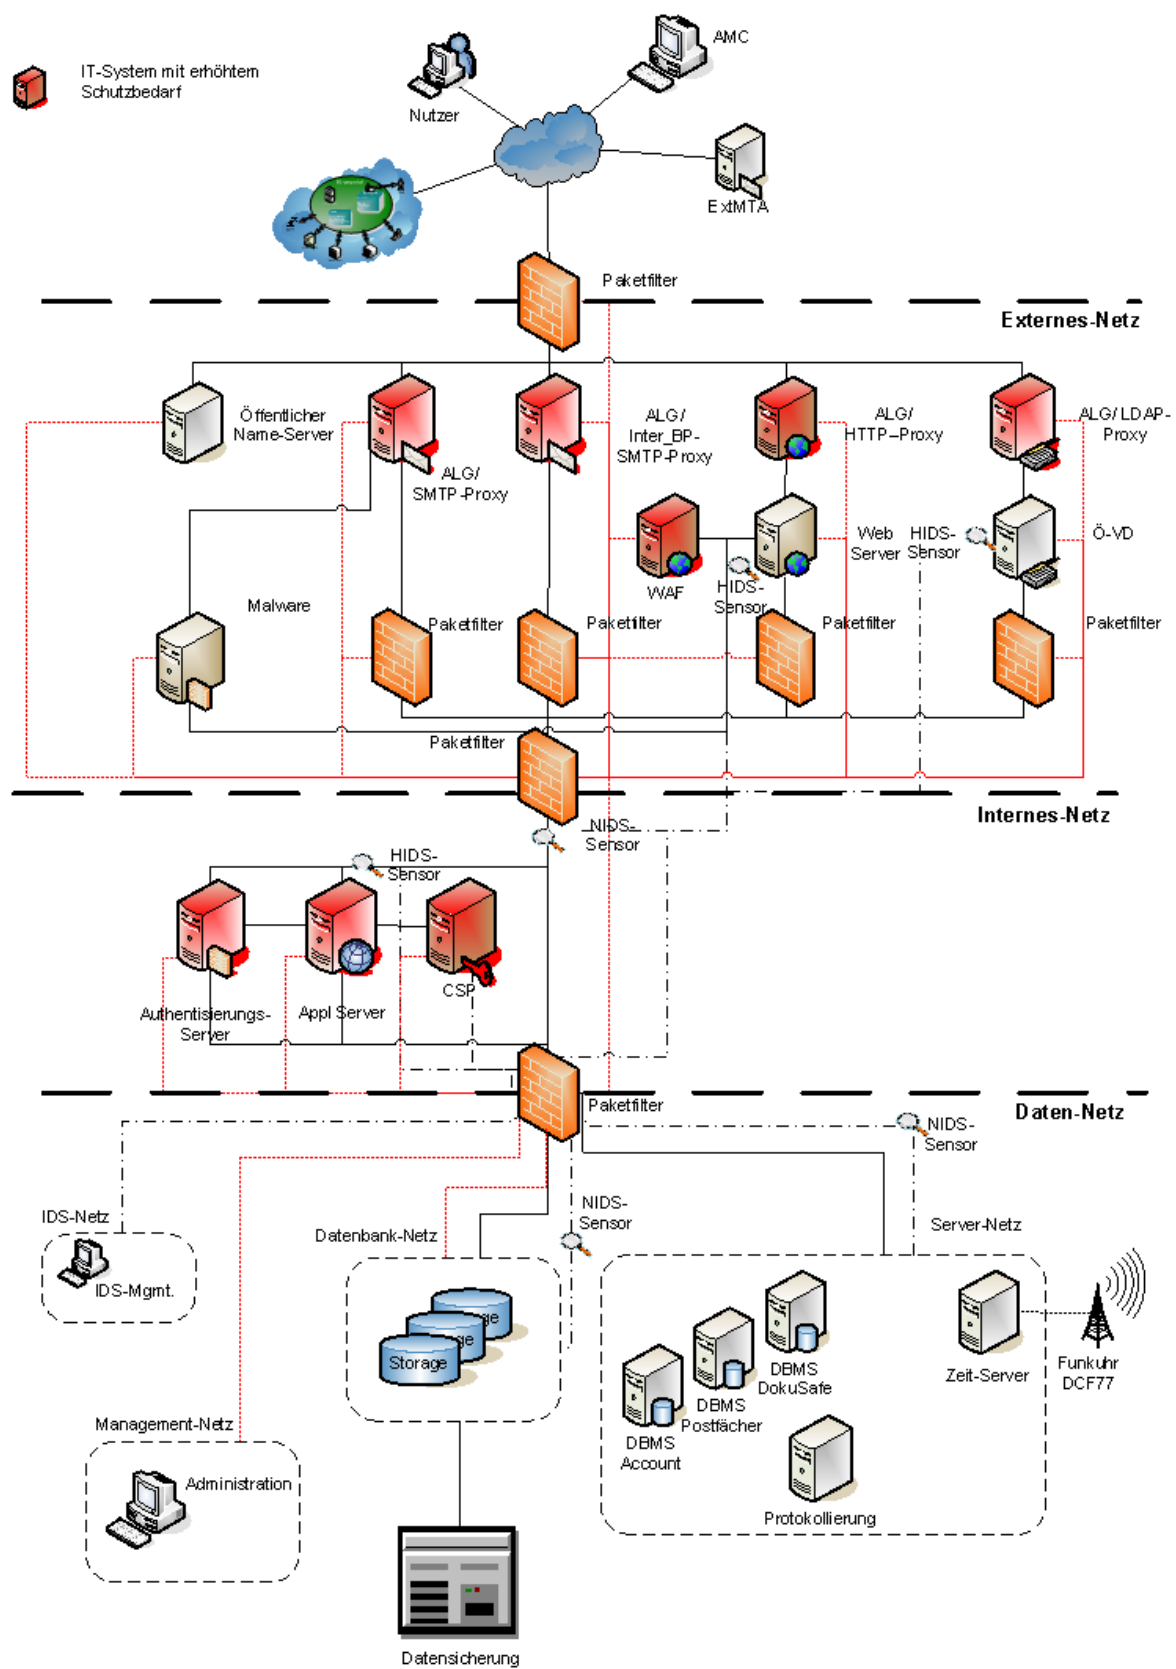 AMC
IT-System mit erhöhtem
Schutzbedarf
Nutzer
ExtMTA
Paketfilter
Externes-Netz
Öffentlicher
Name-Server
ALG/
SMTP-Proxy
ALG/
Inter_BP-
SMTP-Proxy
ALG/
HTTP-Proxy
ALG/LDAP-
Proxy
WAF
HIDS-
Sensor
Web
Server
HIDS-
Sensor
Ö-VD
Malware
Paketfilter
Paketfilter
Paketfilter
Paketfilter
Paketfilter
Internes-Netz
NIDS-
Sensor
HIDS-
Sensor
Authentisierungs-
Server
Appl Server
CSP
Paketfilter
Daten-Netz
NIDS-
Sensor
IDS-Netz
IDS-Mgmt.
Datenbank-Netz
NIDS-
Sensor
Server-Netz
Storage
DBMS
DokuSafe
DBMS
Postfächer
DBMS
Account
Zeit-Server
Funkuhr
DCF77
Protokollierung
Management-Netz
Administration
Datensicherung